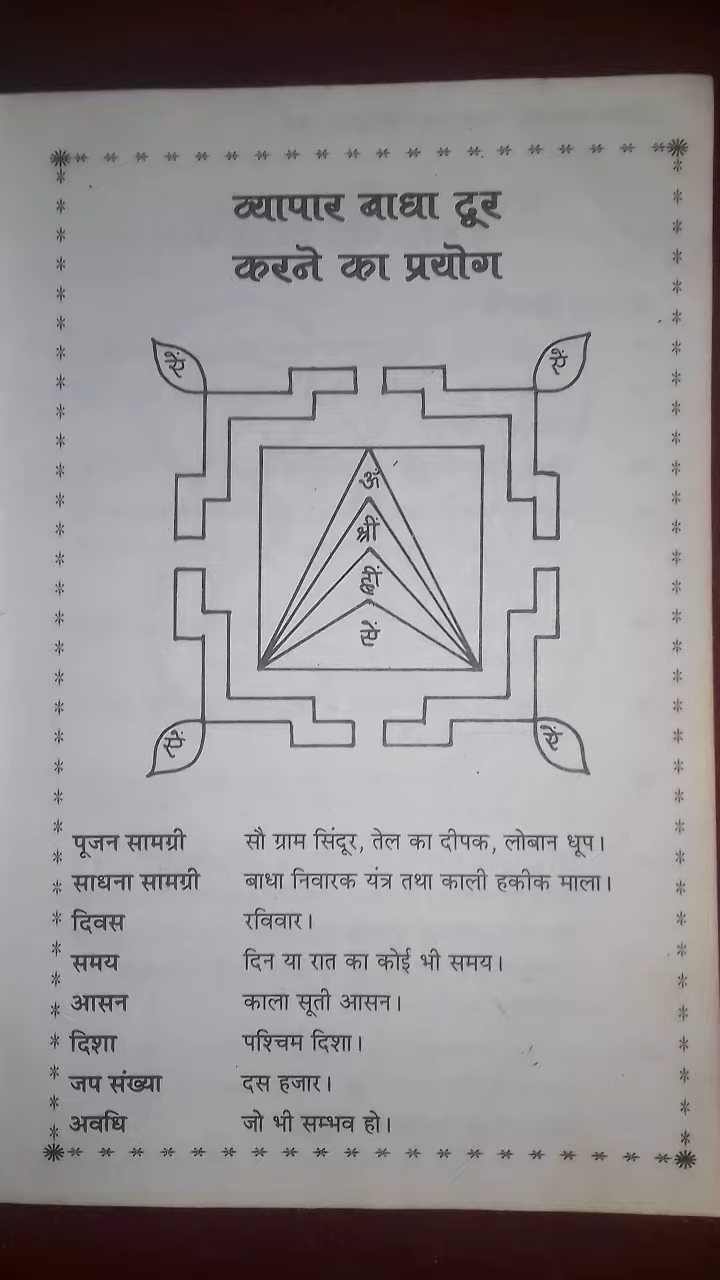 व्यापार बाधा दूर
करने का प्रयोग
सें सें
ॐ
श्रीं
ह्रीं
सें
सें सें
पूजन सामग्री सौ ग्राम सिंदूर, तेल का दीपक, लोबान धूप।
साधना सामग्री बाधा निवारक यंत्र तथा काली हकीक माला।
दिवस रविवार।
समय दिन या रात का कोई भी समय।
आसन काला सूती आसन।
दिशा पश्चिम दिशा।
जप संख्या दस हजार।
अवधि जो भी सम्भव हो।